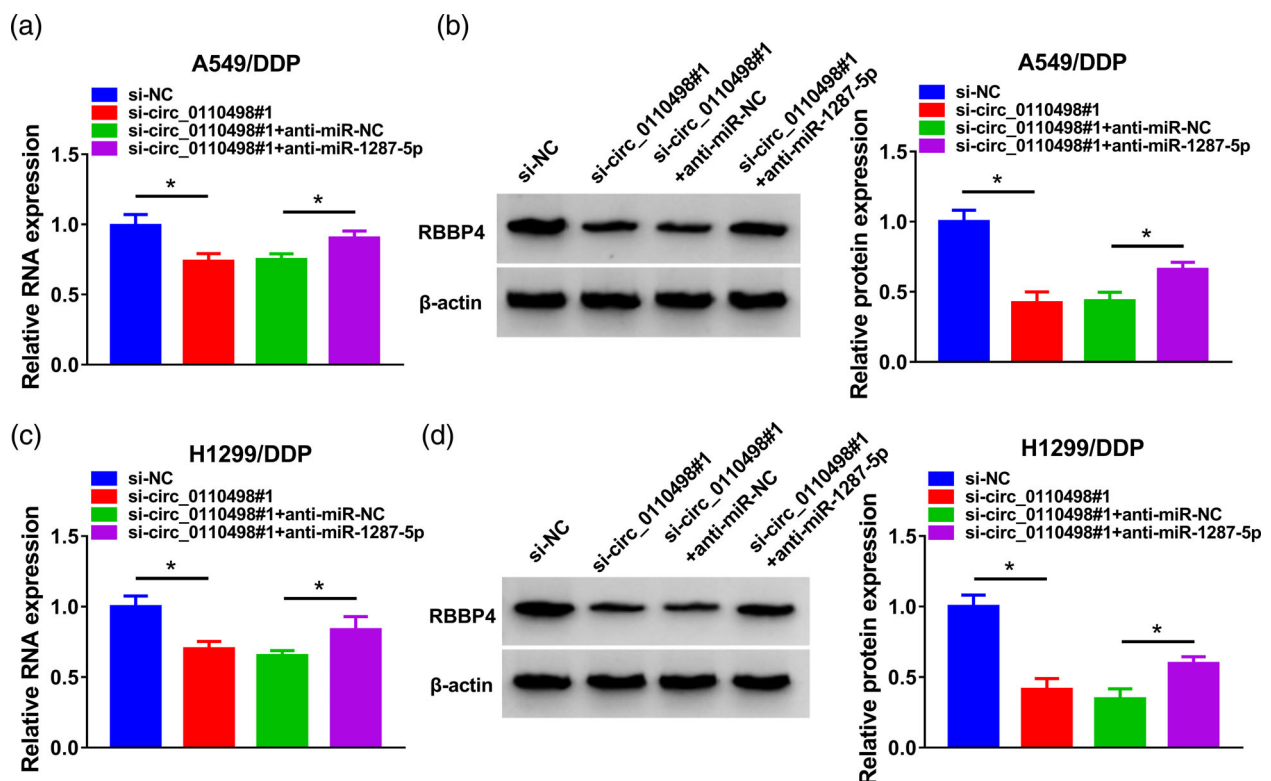 (a)
A549/DDP
si-NC
si-circ_0110498#1
si-circ_0110498#1+anti-miR-NC
si-circ_0110498#1+anti-miR-1287-5p
Relative RNA expression
1.5
1.0
0.5
0.0
*
*
(b)
si-NC
si-circ_0110498#1
si-circ_0110498#1
+anti-miR-NC
si-circ_0110498#1
+anti-miR-1287-5p
RBBP4
β-actin
A549/DDP
si-NC
si-circ_0110498#1
si-circ_0110498#1+anti-miR-NC
si-circ_0110498#1+anti-miR-1287-5p
Relative protein expression
1.5
1.0
0.5
0.0
*
*
(c)
H1299/DDP
si-NC
si-circ_0110498#1
si-circ_0110498#1+anti-miR-NC
si-circ_0110498#1+anti-miR-1287-5p
Relative RNA expression
1.5
1.0
0.5
0.0
*
*
(d)
si-NC
si-circ_0110498#1
si-circ_0110498#1
+anti-miR-NC
si-circ_0110498#1
+anti-miR-1287-5p
RBBP4
β-actin
H1299/DDP
si-NC
si-circ_0110498#1
si-circ_0110498#1+anti-miR-NC
si-circ_0110498#1+anti-miR-1287-5p
Relative protein expression
1.5
1.0
0.5
0.0
*
*